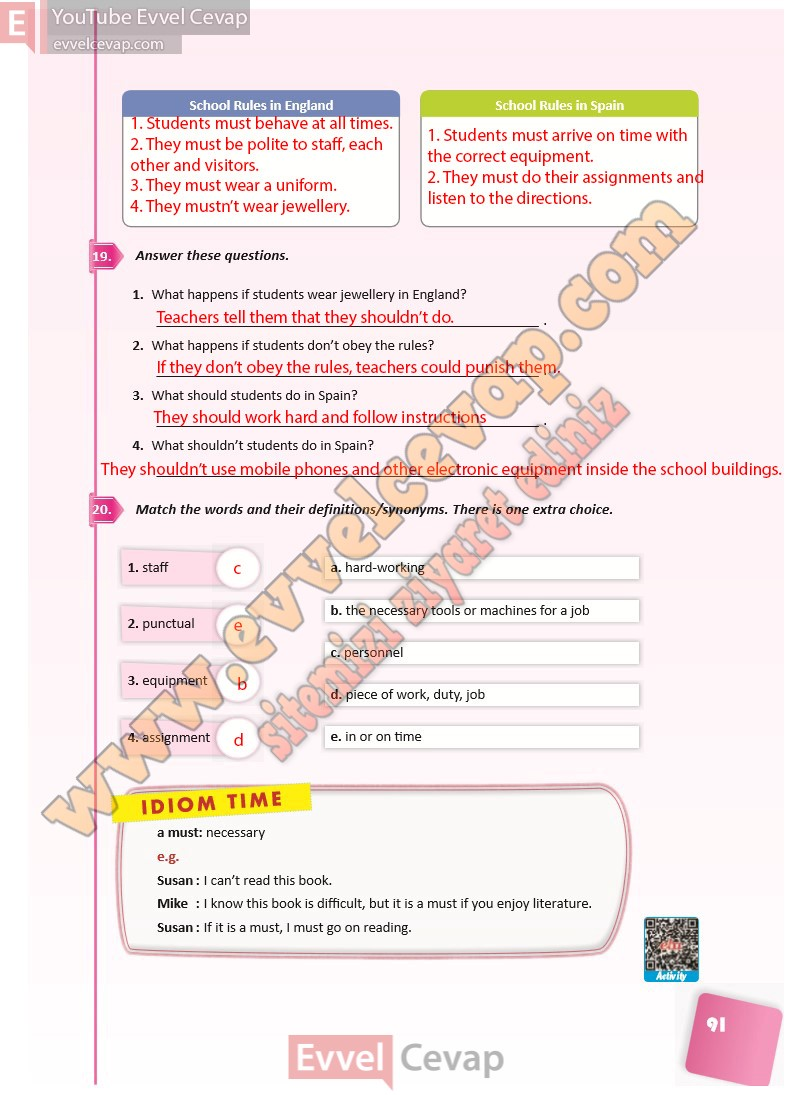 E YouTube Evvel Cevap
evvelcevap.com
School Rules in England
1. Students must behave at all times.
2. They must be polite to staff, each
other and visitors.
3. They must wear a uniform.
4. They mustn't wear jewellery.
School Rules in Spain
1. Students must arrive on time with
the correct equipment.
2. They must do their assignments and
listen to the directions.
19. Answer these questions.
1. What happens if students wear jewellery in England?
Teachers tell them that they shouldn't do. .
2. What happens if students don't obey the rules?
If they don't obey the rules, teachers could punish them.
3. What should students do in Spain?
They should work hard and follow instructions .
4. What shouldn't students do in Spain?
They shouldn't use mobile phones and other electronic equipment inside the school buildings.
20. Match the words and their definitions/synonyms. There is one extra choice.
1. staff c
2. punctual e
3. equipment b
4. assignment d
a. hard-working
b. the necessary tools or machines for a job
c. personnel
d. piece of work, duty, job
e. in or on time
www.evvelcevap.com
sitemizi ziyaret ediniz
IDIOM TIME
a must: necessary
e.g.
Susan : I can't read this book.
Mike : I know this book is difficult, but it is a must if you enjoy literature.
Susan : If it is a must, I must go on reading.
Activity
91
Evvel Cevap